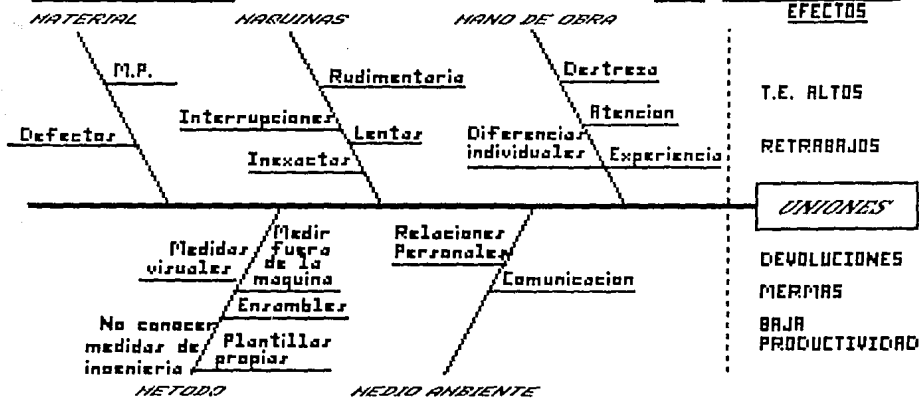 MATERIAL
MAQUINAS
MANO DE OBRA
EFECTOS
M.P.
Defectos
Rudimentaria
Interrupciones
Lentas
Inexactas
Destreza
Atencion
Diferencias
individuales
Experiencia
T.E. ALTOS
RETRABAJOS
UNIONES
Medidas
visuales
Medir
fuera
de la
maquina
Ensambles
No conocer
medidas de
ingenieria
Plantillas
propias
Relaciones
Personales
Comunicacion
DEVOLUCIONES
MERMAS
BAJA
PRODUCTIVIDAD
METODO
MEDIO AMBIENTE